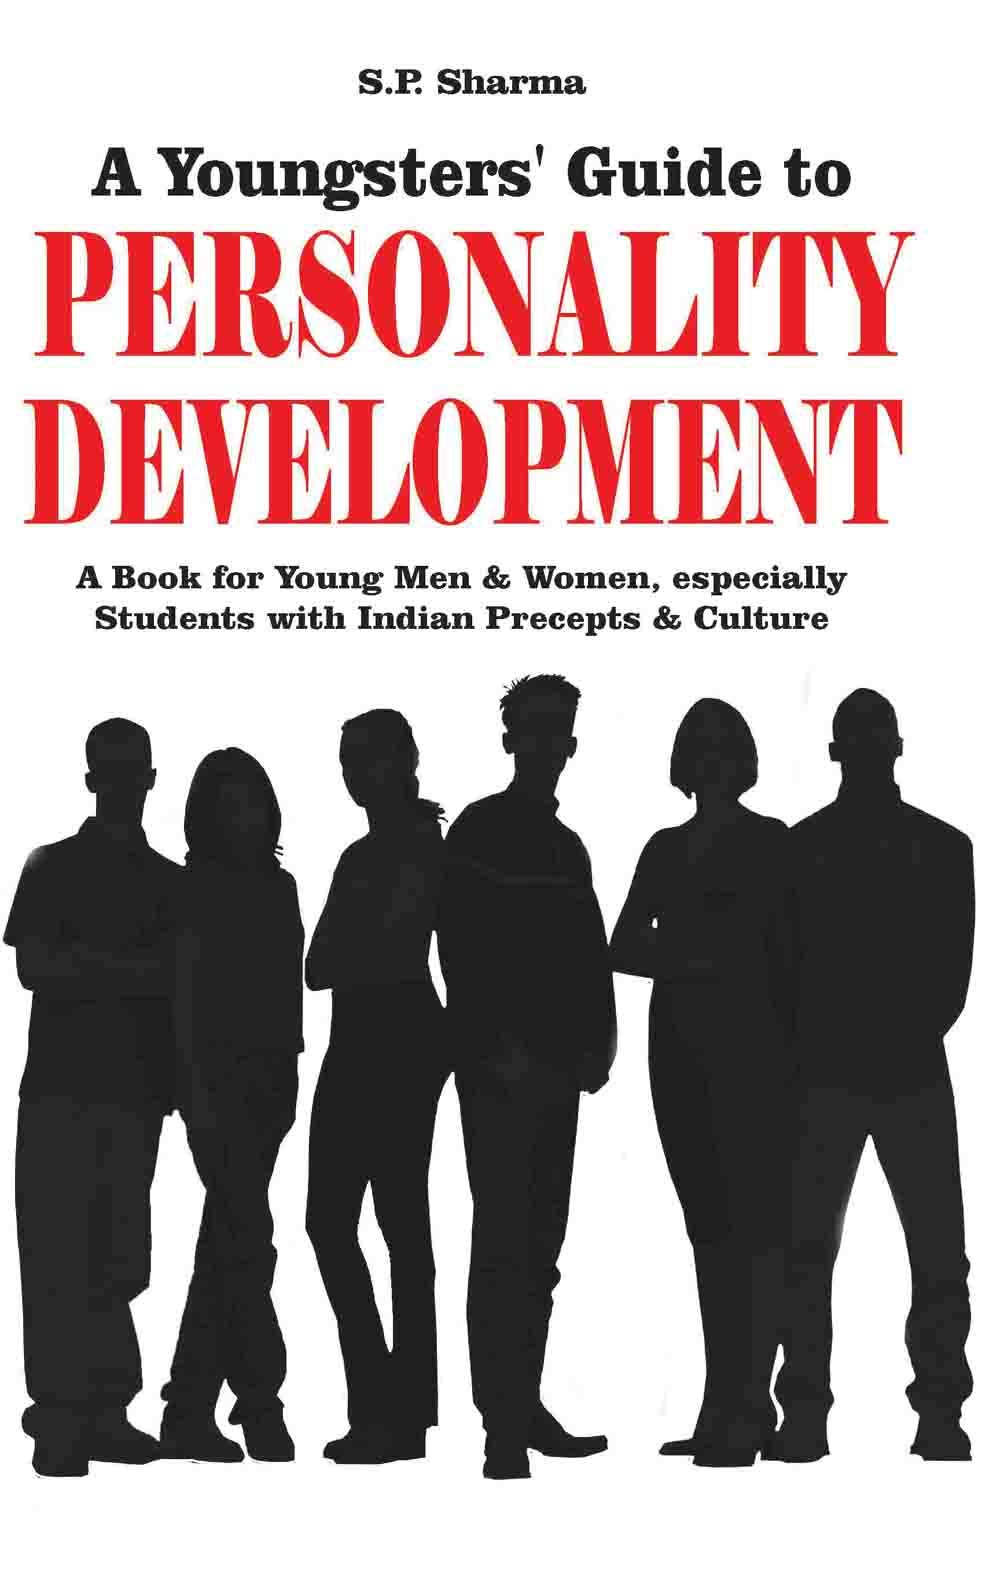 S.P. Sharma
A Youngsters' Guide to
PERSONALITY
DEVELOPMENT
A Book for Young Men & Women, especially
Students with Indian Precepts & Culture